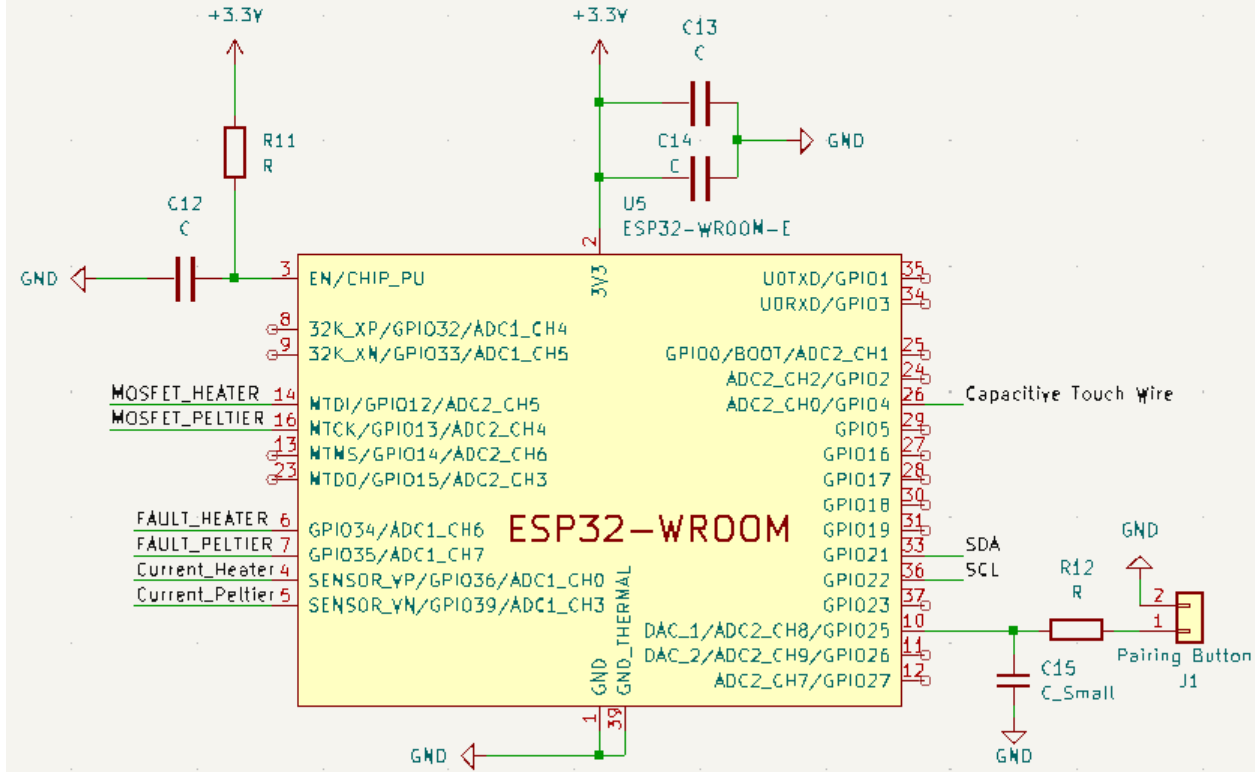 +3.3V
+3.3V
C13
C
R11
R
C14
C
GND
C12
C
U5
ESP32-WROOM-E
GND
3
EN/CHIP_PU
2
3V3
U0TXD/GPIO1
35
U0RXD/GPIO3
34
8
32K_XP/GPIO32/ADC1_CH4
9
32K_XN/GPIO33/ADC1_CH5
GPIO0/BOOT/ADC2_CH1
25
ADC2_CH2/GPIO2
24
MOSFET_HEATER
14
MTDI/GPIO12/ADC2_CH5
ADC2_CH0/GPIO4
26
Capacitive Touch Wire
MOSFET_PELTIER
16
MTCK/GPIO13/ADC2_CH4
GPIO5
29
13
MTMS/GPIO14/ADC2_CH6
GPIO16
27
23
MTDO/GPIO15/ADC2_CH3
GPIO17
28
GPIO18
30
FAULT_HEATER
6
GPIO34/ADC1_CH6
ESP32-WROOM
GPIO19
31
FAULT_PELTIER
7
GPIO35/ADC1_CH7
GPIO21
33
SDA
Current_Heater
4
SENSOR_VP/GPIO36/ADC1_CH0
GPIO22
36
SCL
Current_Peltier
5
SENSOR_VN/GPIO39/ADC1_CH3
GPIO23
37
DAC_1/ADC2_CH8/GPIO25
10
DAC_2/ADC2_CH9/GPIO26
11
ADC2_CH7/GPIO27
12
GND
R12
R
2
1
Pairing Button
J1
C15
C_Small
GND
GND
1
GND_THERMAL
39
GND